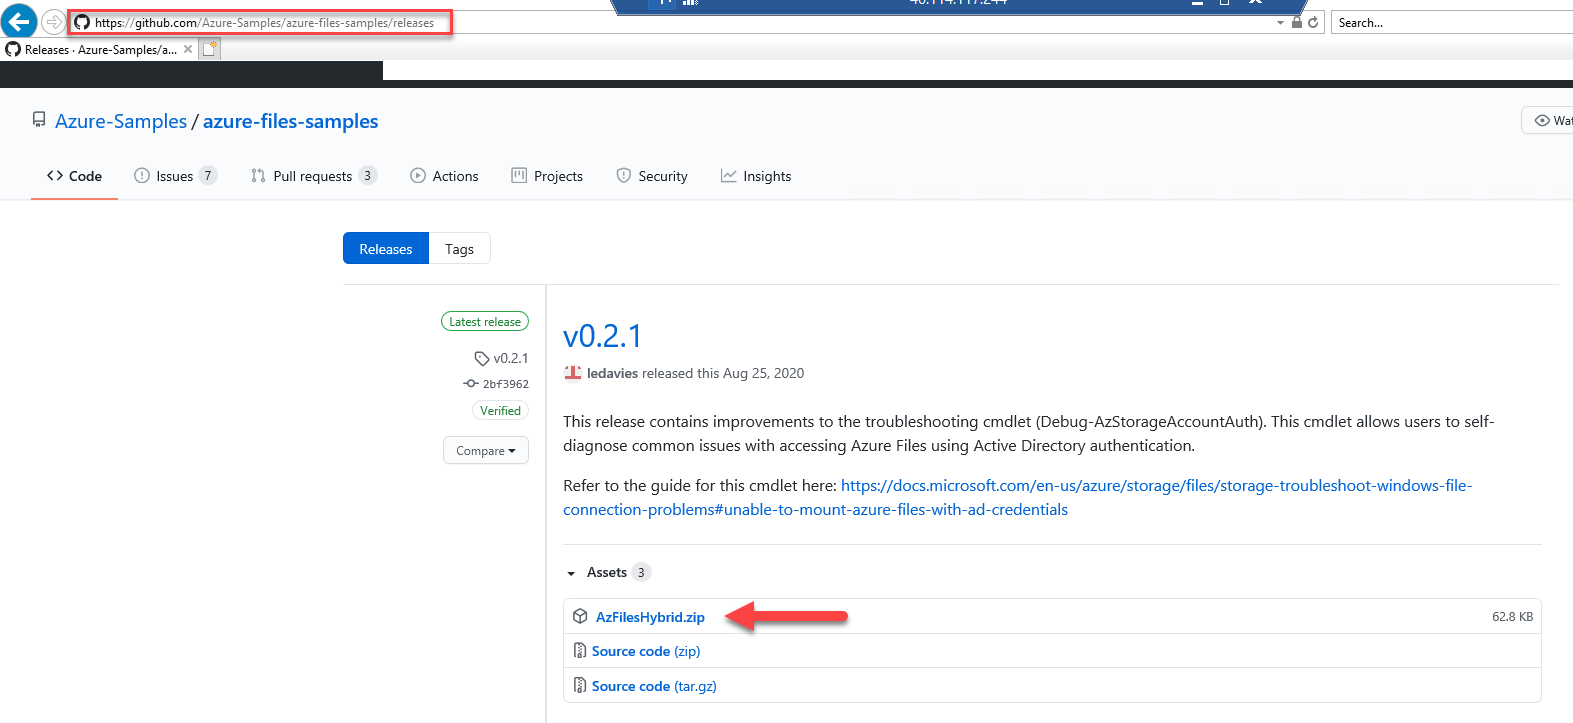 https://github.com/Azure-Samples/azure-files-samples/releases
Search...
Releases · Azure-Samples/a...
Azure-Samples / azure-files-samples
<> Code
Issues 7
Pull requests 3
Actions
Projects
Security
Insights
Releases
Tags
Latest release
v0.2.1
2bf3962
Verified
Compare
v0.2.1
ledavies released this Aug 25, 2020
This release contains improvements to the troubleshooting cmdlet (Debug-AzStorageAccountAuth). This cmdlet allows users to self-
diagnose common issues with accessing Azure Files using Active Directory authentication.
Refer to the guide for this cmdlet here: https://docs.microsoft.com/en-us/azure/storage/files/storage-troubleshoot-windows-file-
connection-problems#unable-to-mount-azure-files-with-ad-credentials
Assets 3
AzFilesHybrid.zip 62.8 KB
Source code (zip)
Source code (tar.gz)